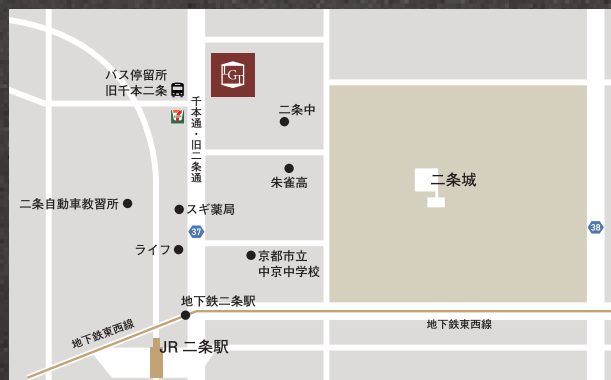 バス停留所
旧千本二条
IGT
7
千本通・旧二条通
二条中
朱雀高
二条城
二条自動車教習所
スギ薬局
37
38
ライフ
京都市立
中京中学校
地下鉄二条駅
地下鉄東西線
地下鉄東西線
JR 二条駅